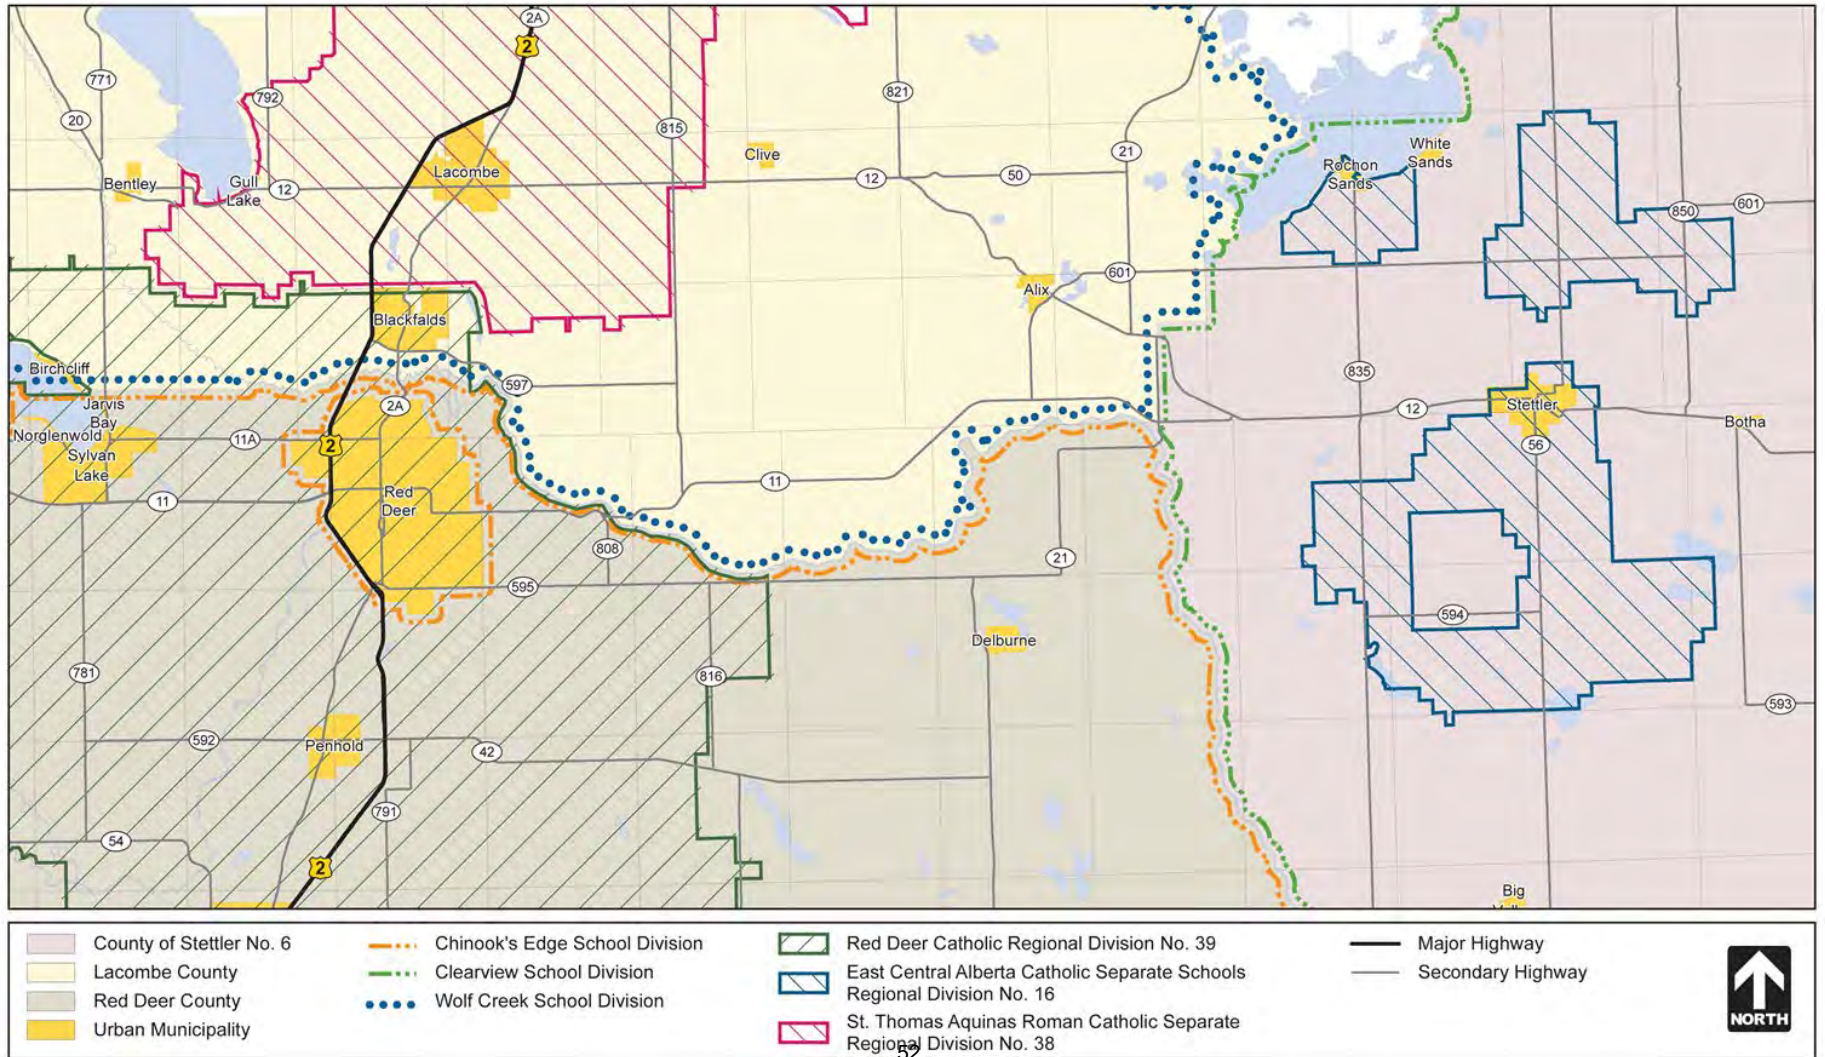 2A
2
771
792
821
20
815
21
Clive
White
Sands
Rochon
Sands
Lacombe
Bentley
Gull
Lake
12
12
50
850
601
601
Alix
Blackfalds
Birchcliff
597
835
Jarvis
Bay
2A
12
Stettler
Botha
Norglenwold
11A
2
56
Sylvan
Lake
11
Red
Deer
11
808
21
595
594
Delburne
781
816
593
592
Penhold
42
791
54
2
Big
County of Stettler No. 6
Lacombe County
Red Deer County
Urban Municipality
Chinook's Edge School Division
Clearview School Division
Wolf Creek School Division
Red Deer Catholic Regional Division No. 39
East Central Alberta Catholic Separate Schools
Regional Division No. 16
St. Thomas Aquinas Roman Catholic Separate
Regional Division No. 38
Major Highway
Secondary Highway
NORTH
52